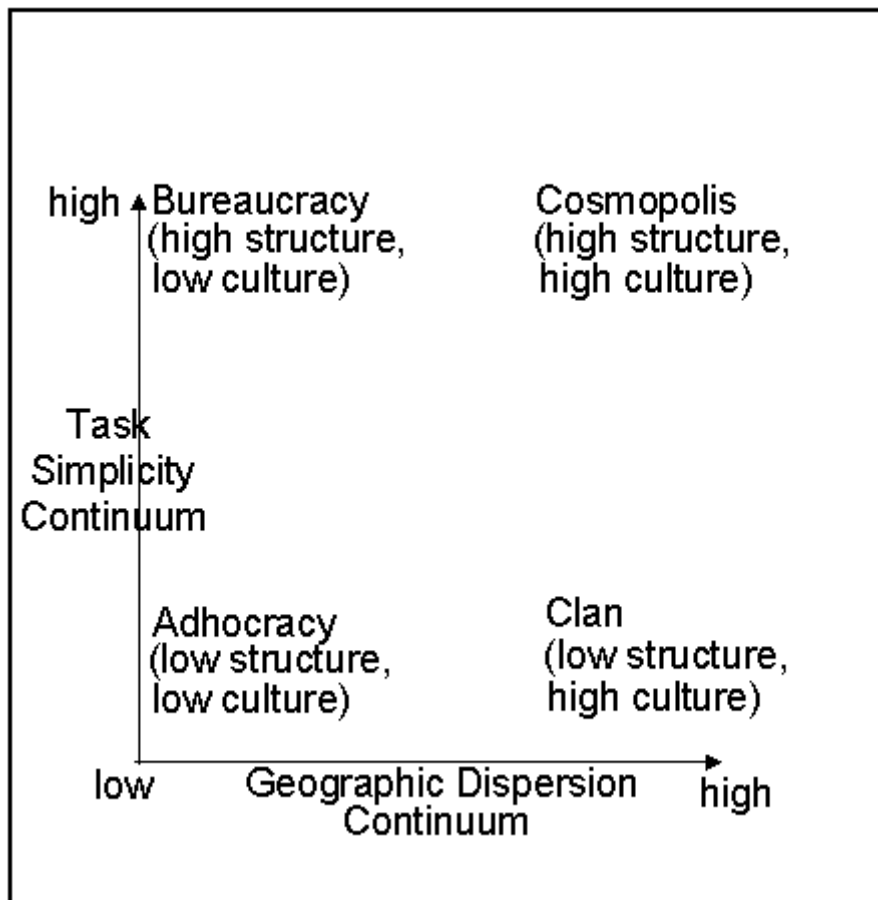 high
Bureaucracy
(high structure,
low culture)
Cosmopolis
(high structure,
high culture)
Task
Simplicity
Continuum
Adhocracy
(low structure,
low culture)
Clan
(low structure,
high culture)
low
Geographic Dispersion
Continuum
high